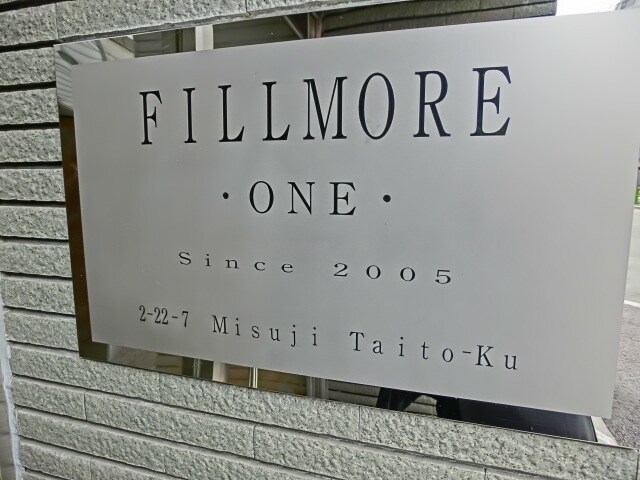 FILLMORE
・ONE・
Since 2005
2-22-7 Misuji Taito-Ku